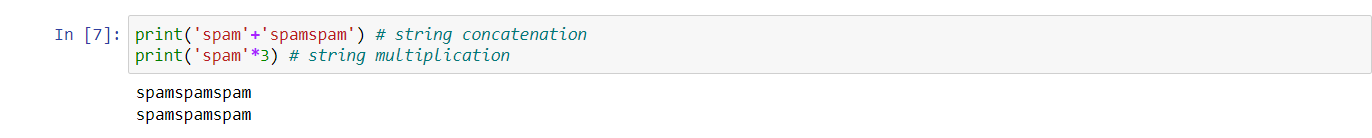 In [7]: print('spam'+'spamspam') # string concatenation
print('spam'*3) # string multiplication
spamspamspam
spamspamspam